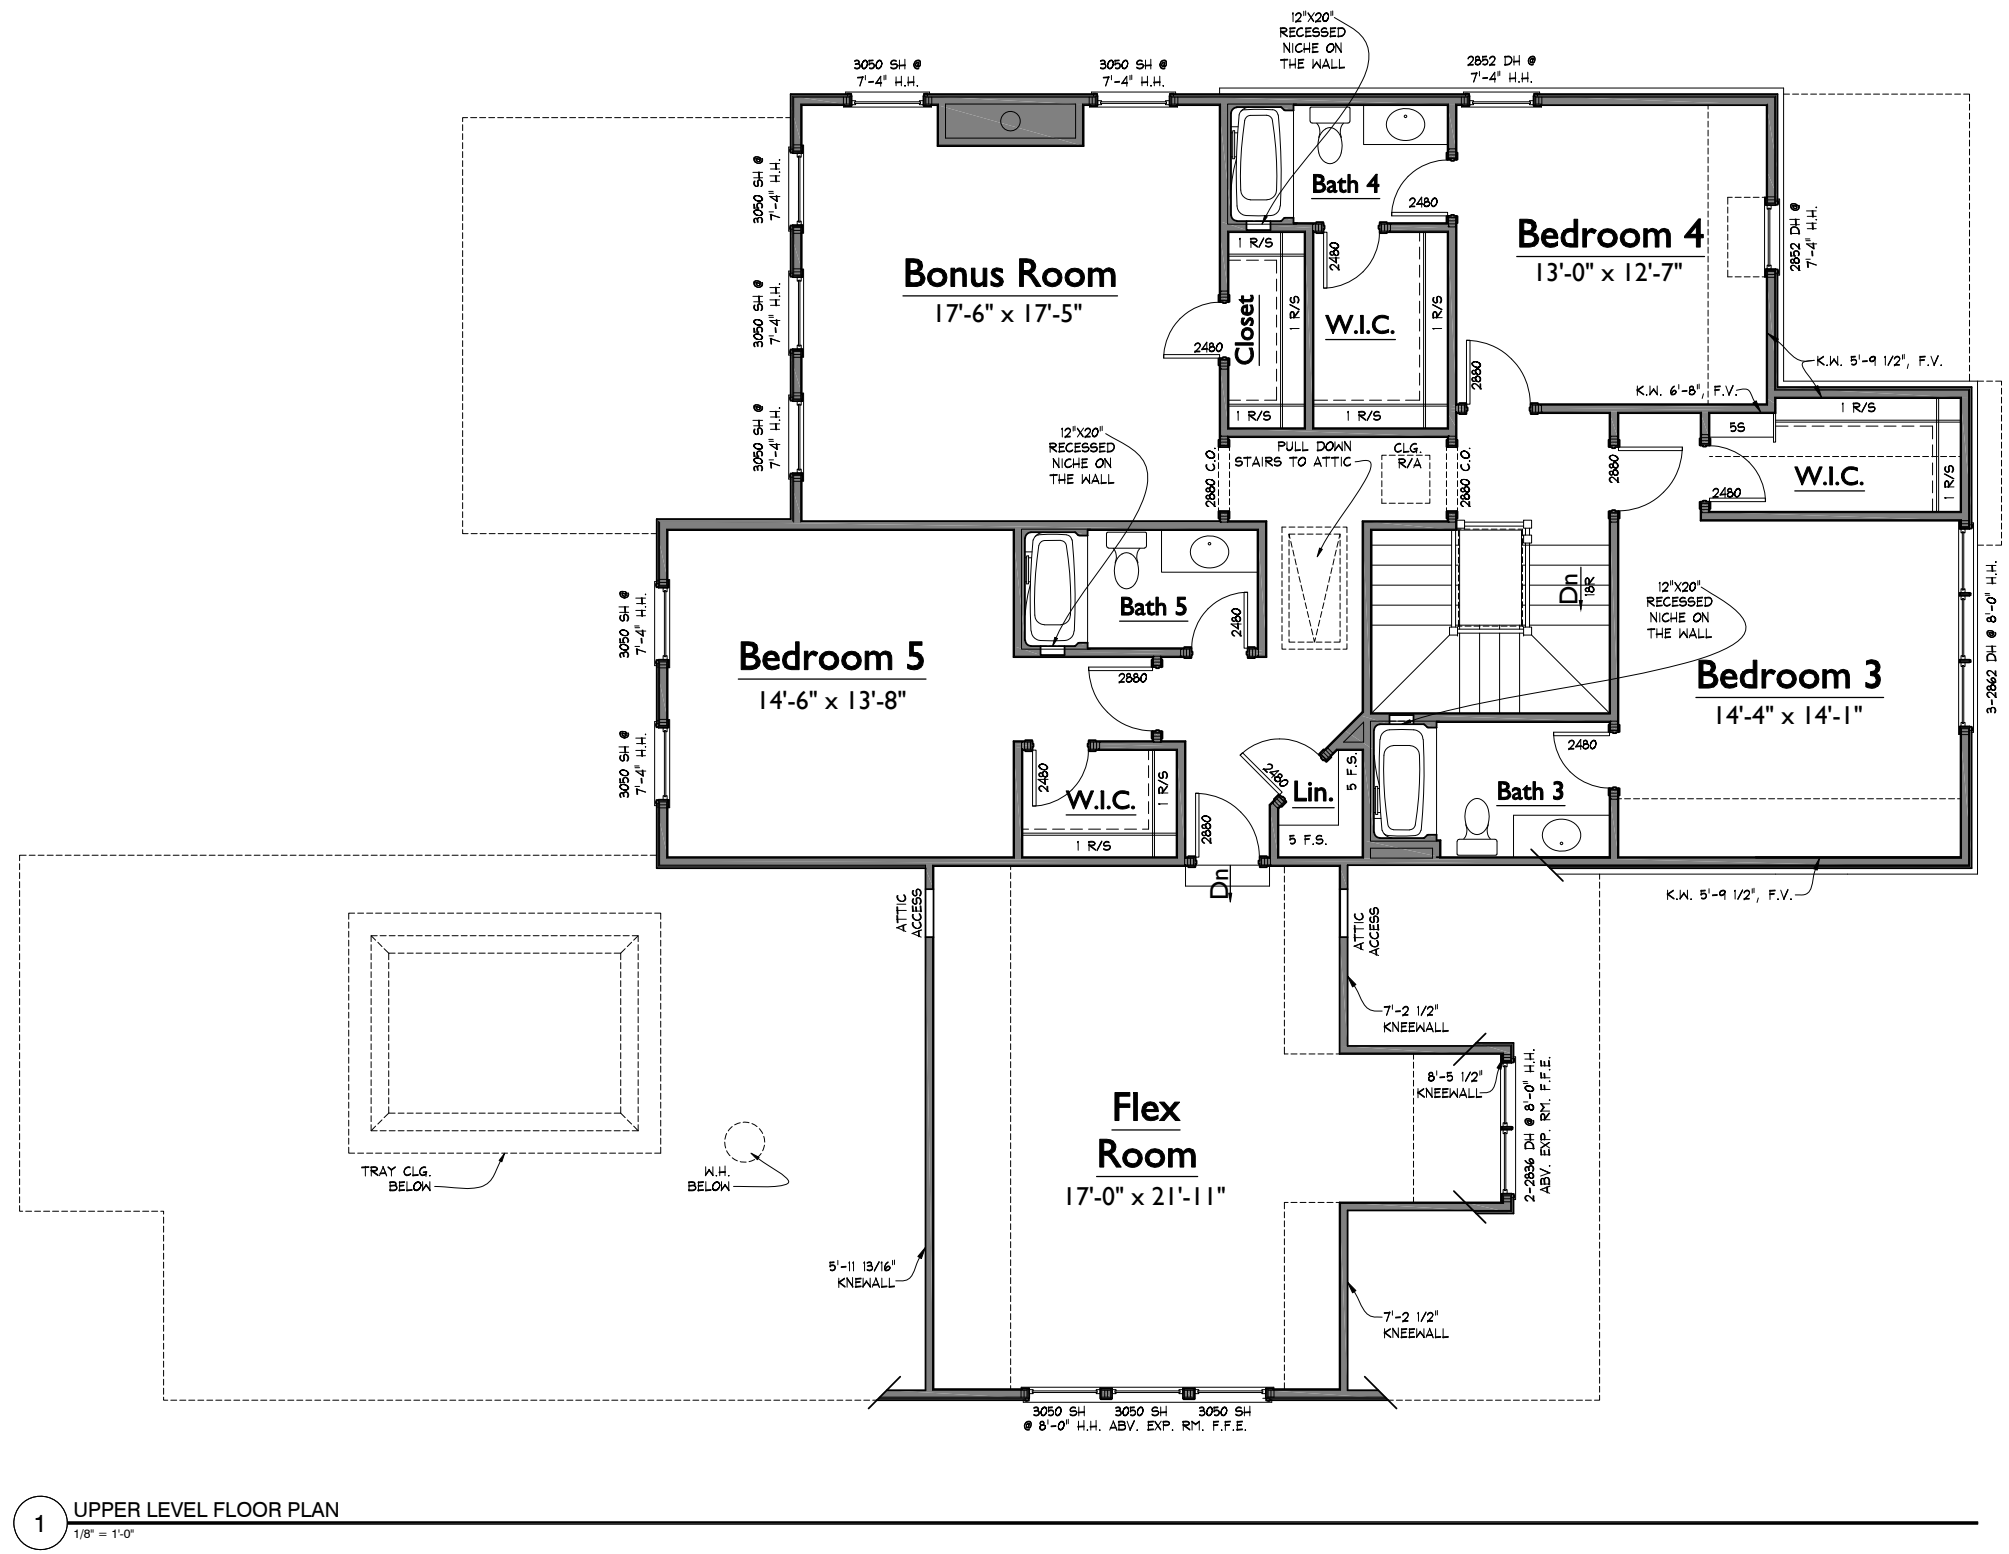 12"X20"
RECESSED
NICHE ON
THE WALL
3050 SH @
7'-4" H.H.
3050 SH @
7'-4" H.H.
2852 DH @
7'-4" H.H.
3050 SH @
7'-4" H.H.
3050 SH @
7'-4" H.H.
3050 SH @
7'-4" H.H.
Bonus Room
17'-6" x 17'-5"
2480
Closet
1 R/S
1 R/S
1 R/S
Bath 4
2480
2480
W.I.C.
1 R/S
1 R/S
Bedroom 4
13'-0" x 12'-7"
2852 DH @
7'-4" H.H.
2880
K.W. 5'-9 1/2", F.V.
K.W. 6'-8", F.V.
1 R/S
5S
W.I.C.
1 R/S
2480
2880
12"X20"
RECESSED
NICHE ON
THE WALL
2880 C.O.
PULL DOWN
STAIRS TO ATTIC
CLG.
R/A
2880 C.O.
3050 SH @
7'-4" H.H.
3050 SH @
7'-4" H.H.
Bedroom 5
14'-6" x 13'-8"
Bath 5
2480
2880
2480
W.I.C.
1 R/S
1 R/S
Dn
18R
12"X20"
RECESSED
NICHE ON
THE WALL
Bedroom 3
14'-4" x 14'-1"
3-2862 DH @ 8'-0" H.H.
2480
Bath 3
2480
Lin.
5 F.S.
5 F.S.
2880
Dn
K.W. 5'-9 1/2", F.V.
ATTIC
ACCESS
ATTIC
ACCESS
7'-2 1/2"
KNEEWALL
8'-5 1/2"
KNEEWALL
2-2836 DH @ 8'-0" H.H.
ABV. EXP. RM. F.F.E.
Flex
Room
17'-0" x 21'-11"
TRAY CLG.
BELOW
W.H.
BELOW
5'-11 13/16"
KNEWALL
7'-2 1/2"
KNEEWALL
3050 SH 3050 SH 3050 SH
@ 8'-0" H.H. ABV. EXP. RM. F.F.E.
1 UPPER LEVEL FLOOR PLAN
1/8" = 1'-0"